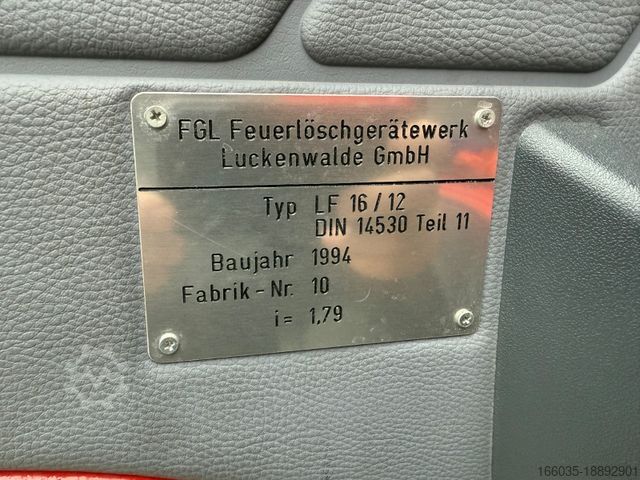 FGL Feuerlöschgerätewerk
Luckenwalde GmbH
Typ LF 16/12
DIN 14530 Teil 11
Baujahr 1994
Fabrik-Nr. 10
i= 1,79
166035-18892901